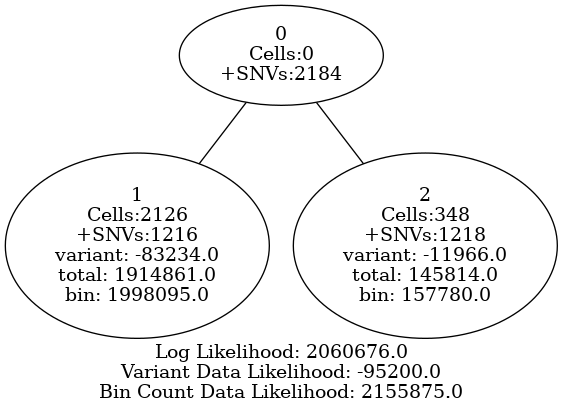 0
Cells:0
+SNVs:2184
1
Cells:2126
+SNVs:1216
variant: -83234.0
total: 1914861.0
bin: 1998095.0
2
Cells:348
+SNVs:1218
variant: -11966.0
total: 145814.0
bin: 157780.0
Log Likelihood: 2060676.0
Variant Data Likelihood: -95200.0
Bin Count Data Likelihood: 2155875.0